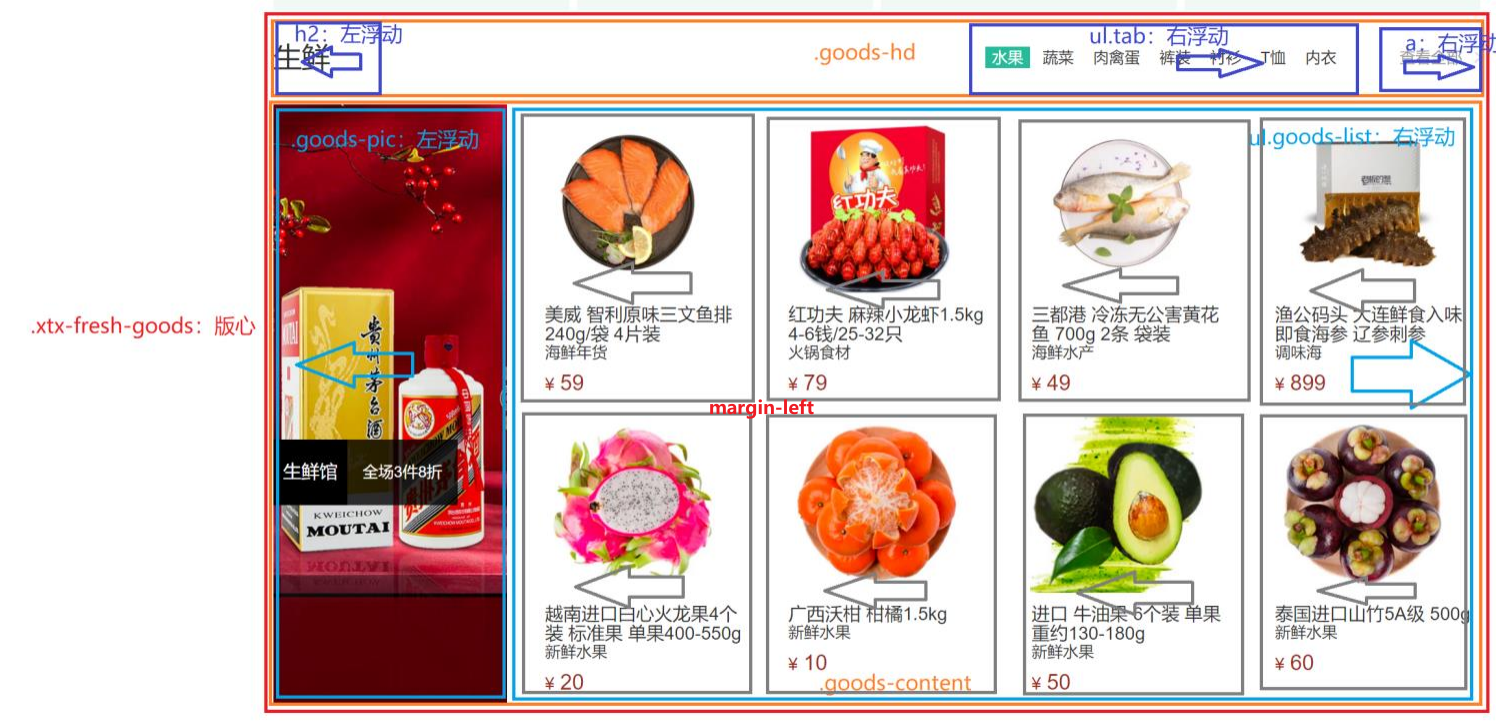 h2：左浮动
生鲜
.goods-hd
ul.tab：右浮动
水果 蔬菜 肉禽蛋 裤装 衬衫 T恤 内衣
a：右浮动
查看全部
.xtx-fresh-goods：版心
.goods-pic：左浮动
贵州茅台酒
MOUTAI
生鲜馆 全场3件8折
KWEICHOW
MOUTAI
ul.goods-list：右浮动
红功夫
美威 智利原味三文鱼排
240g/袋 4片装
海鲜年货
¥ 59
红功夫 麻辣小龙虾1.5kg
4-6钱/25-32只
火锅食材
¥ 79
三都港 冷冻无公害黄花
鱼 700g 2条 袋装
海鲜水产
¥ 49
渔公码头 大连鲜食入味
即食海参 辽参刺参
调味海
¥ 899
margin-left
越南进口白心火龙果4个
装 标准果 单果400-550g
新鲜水果
¥ 20
广西沃柑 柑橘1.5kg
新鲜水果
¥ 10
进口 牛油果 6个装 单果
重约130-180g
新鲜水果
¥ 50
泰国进口山竹5A级 500g
新鲜水果
¥ 60
.goods-content